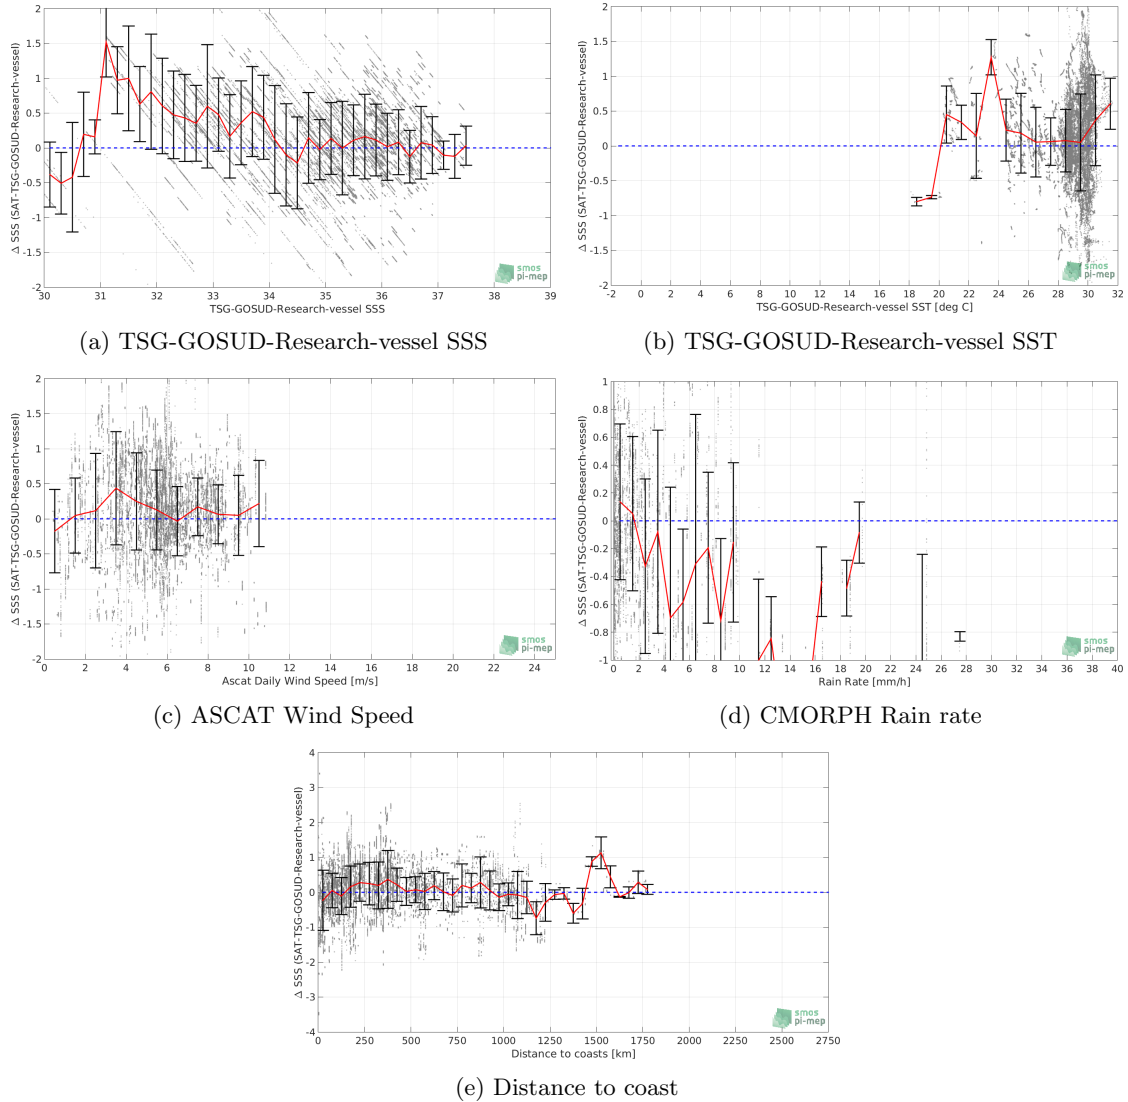 Δ SSS (SAT-TSG-GOSUD-Research-vessel)
2
1.5
1
0.5
0
-0.5
-1
-1.5
-2
30 31 32 33 34 35 36 37 38 39
TSG-GOSUD-Research-vessel SSS
smos
pi-mep
(a) TSG-GOSUD-Research-vessel SSS
Δ SSS (SAT-TSG-GOSUD-Research-vessel)
2
1.5
1
0.5
0
-0.5
-1
-1.5
-2
-2 0 2 4 6 8 10 12 14 16 18 20 22 24 26 28 30 32
TSG-GOSUD-Research-vessel SST [deg C]
smos
pi-mep
(b) TSG-GOSUD-Research-vessel SST
Δ SSS (SAT-TSG-GOSUD-Research-vessel)
2
1.5
1
0.5
0
-0.5
-1
-1.5
-2
0 2 4 6 8 10 12 14 16 18 20 22 24
Ascat Daily Wind Speed [m/s]
smos
pi-mep
(c) ASCAT Wind Speed
Δ SSS (SAT-TSG-GOSUD-Research-vessel)
1
0.8
0.6
0.4
0.2
0
-0.2
-0.4
-0.6
-0.8
-1
0 2 4 6 8 10 12 14 16 18 20 22 24 26 28 30 32 34 36 38 40
Rain Rate [mm/h]
smos
pi-mep
(d) CMORPH Rain rate
Δ SSS (SAT-TSG-GOSUD-Research-vessel)
4
3
2
1
0
-1
-2
-3
-4
0 250 500 750 1000 1250 1500 1750 2000 2250 2500 2750
Distance to coasts [km]
smos
pi-mep
(e) Distance to coast